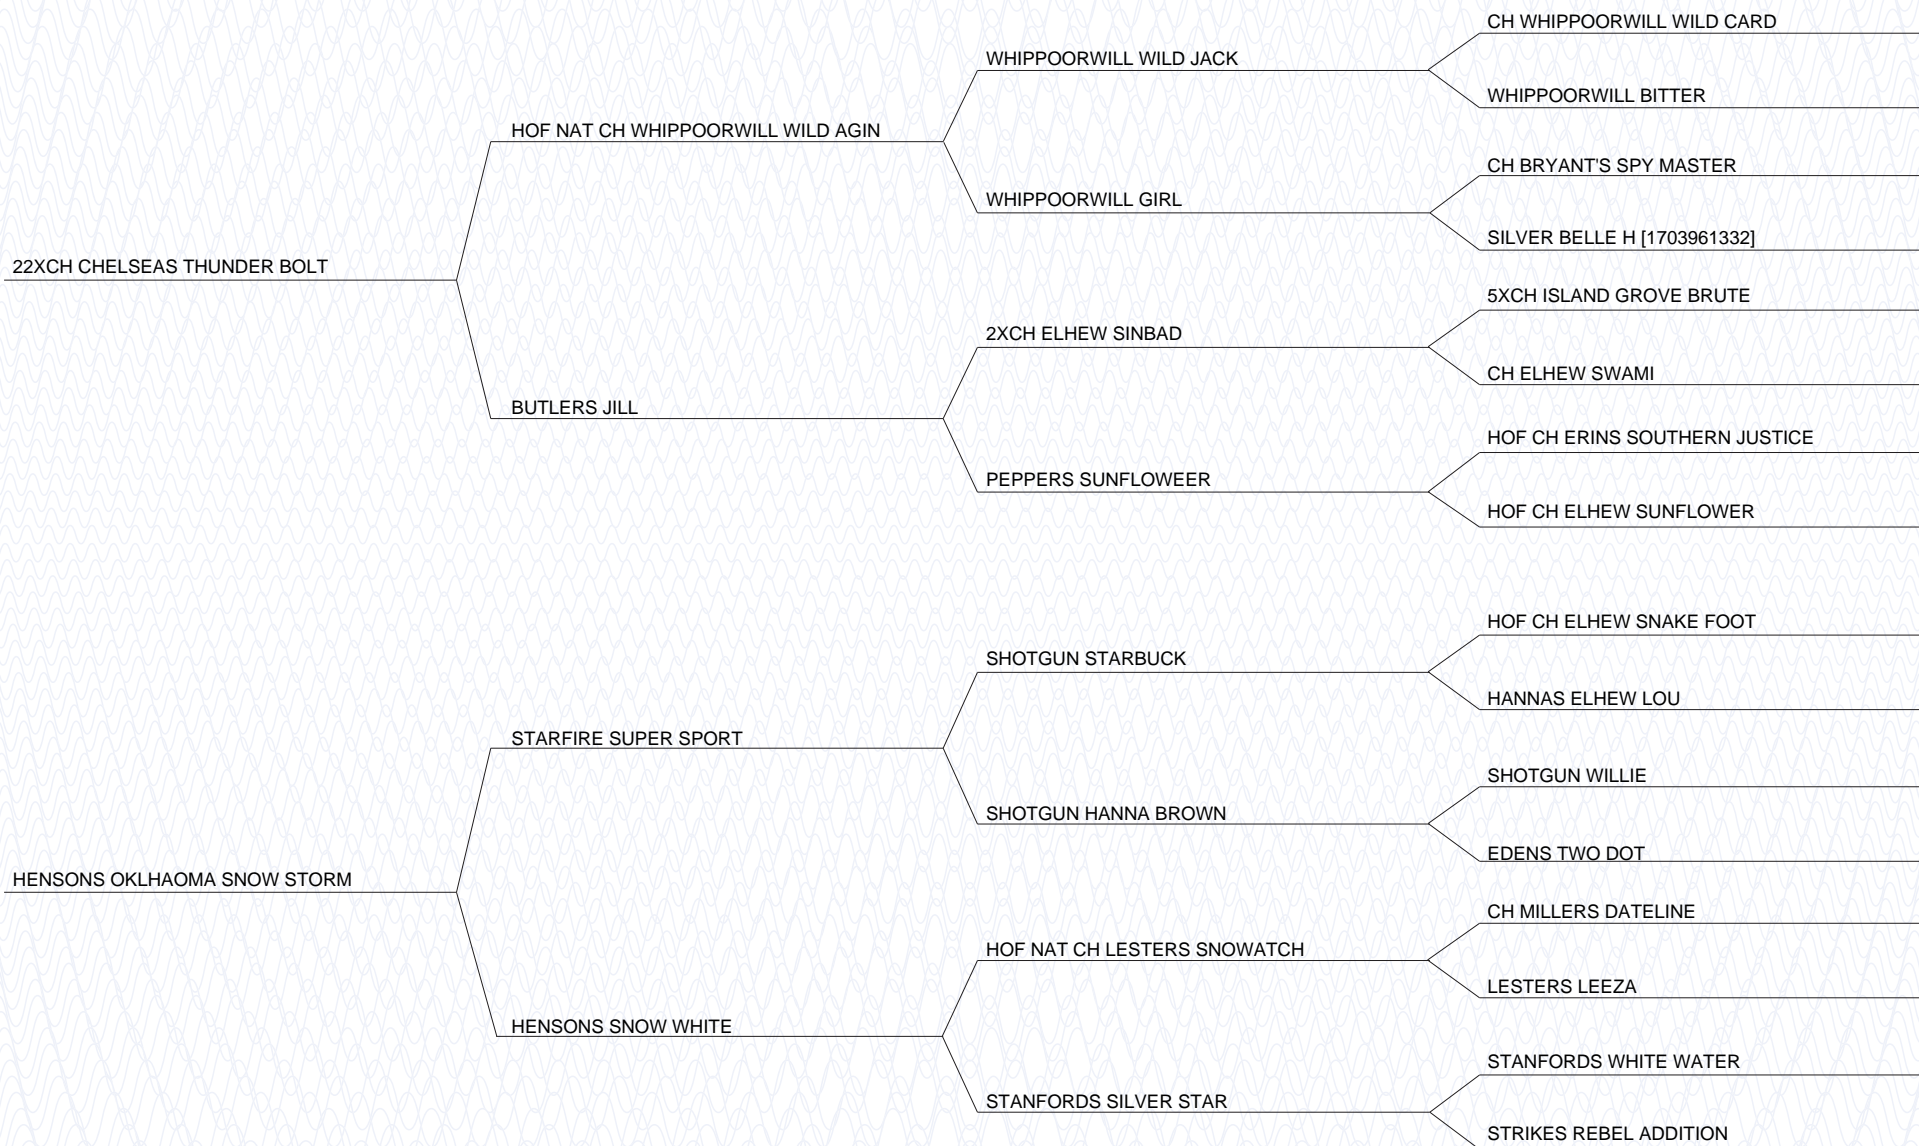 CH WHIPPOORWILL WILD CARD
WHIPPOORWILL WILD JACK
WHIPPOORWILL BITTER
HOF NAT CH WHIPPOORWILL WILD AGIN
CH BRYANT'S SPY MASTER
WHIPPOORWILL GIRL
SILVER BELLE H [1703961332]
22XCH CHELSEAS THUNDER BOLT
5XCH ISLAND GROVE BRUTE
2XCH ELHEW SINBAD
CH ELHEW SWAMI
BUTLERS JILL
HOF CH ERINS SOUTHERN JUSTICE
PEPPERS SUNFLOWEER
HOF CH ELHEW SUNFLOWER
HOF CH ELHEW SNAKE FOOT
SHOTGUN STARBUCK
HANNAS ELHEW LOU
STARFIRE SUPER SPORT
SHOTGUN WILLIE
SHOTGUN HANNA BROWN
EDENS TWO DOT
HENSONS OKLHAOMA SNOW STORM
CH MILLERS DATELINE
HOF NAT CH LESTERS SNOWATCH
LESTERS LEEZA
HENSONS SNOW WHITE
STANFORDS WHITE WATER
STANFORDS SILVER STAR
STRIKES REBEL ADDITION